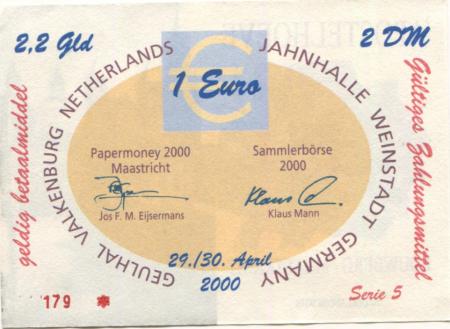 2,2 Gld
2 DM
1 Euro
GEULHAL VALKENBURG NETHERLANDS
JAHNHALLE WEINSTADT GERMANY
geldig betaalmiddel
Gültiges Zahlungsmittel
Papermoney 2000
Maastricht
Jos F. M. Eijsermans
Sammlerbörse
2000
Klaus Mann
29./30. April
2000
179
Serie 5